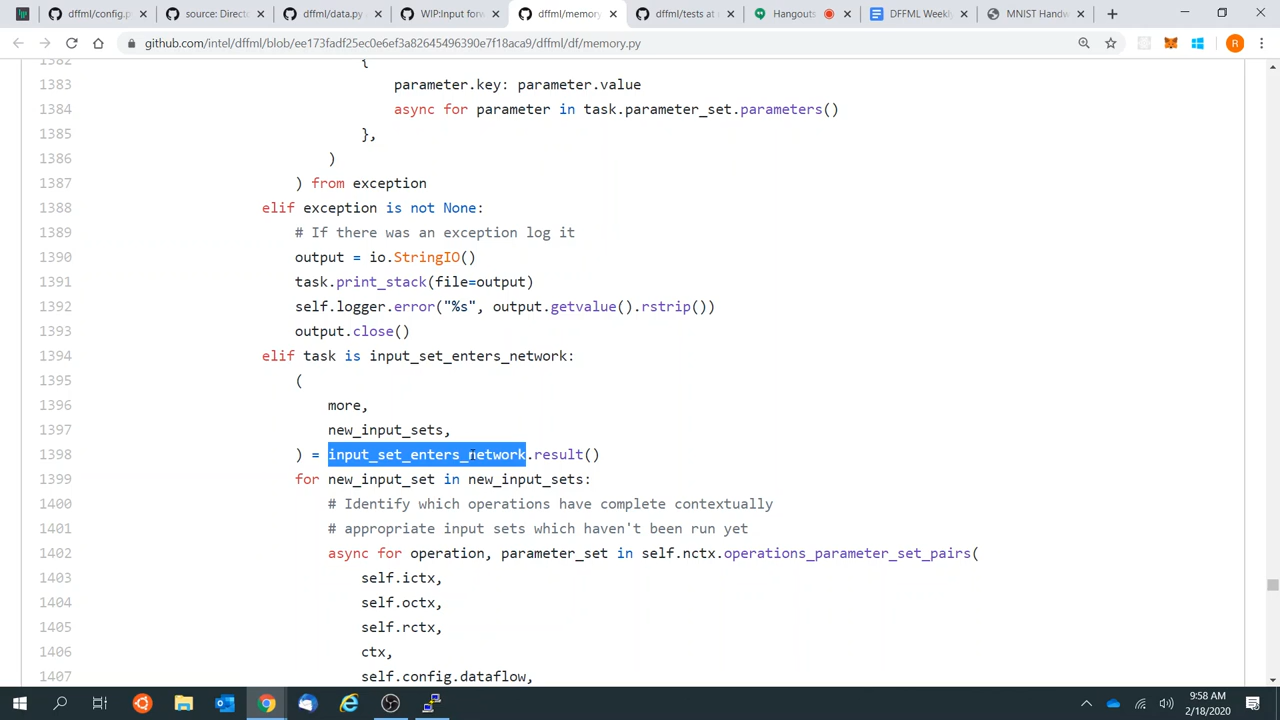 dffml/config.py
source: Directo
dffml/data.py
WIP:Input forw
dffml/memory
dffml/tests at
Hangouts
DFFML Weekly
MNIST Handw
github.com/intel/dffml/blob/ee173fadf25ec0e6ef3a82645496390e7f18aca9/dffml/df/memory.py
R
1382 {
1383 parameter.key: parameter.value
1384 async for parameter in task.parameter_set.parameters()
1385 },
1386 )
1387 ) from exception
1388 elif exception is not None:
1389 # If there was an exception log it
1390 output = io.StringIO()
1391 task.print_stack(file=output)
1392 self.logger.error("%s", output.getvalue().rstrip())
1393 output.close()
1394 elif task is input_set_enters_network:
1395 (
1396 more,
1397 new_input_sets,
1398 ) = input_set_enters_network.result()
1399 for new_input_set in new_input_sets:
1400 # Identify which operations have complete contextually
1401 # appropriate input sets which haven't been run yet
1402 async for operation, parameter_set in self.nctx.operations_parameter_set_pairs(
1403 self.ictx,
1404 self.octx,
1405 self.rctx,
1406 ctx,
1407 self.config.dataflow,
9:58 AM
2/18/2020